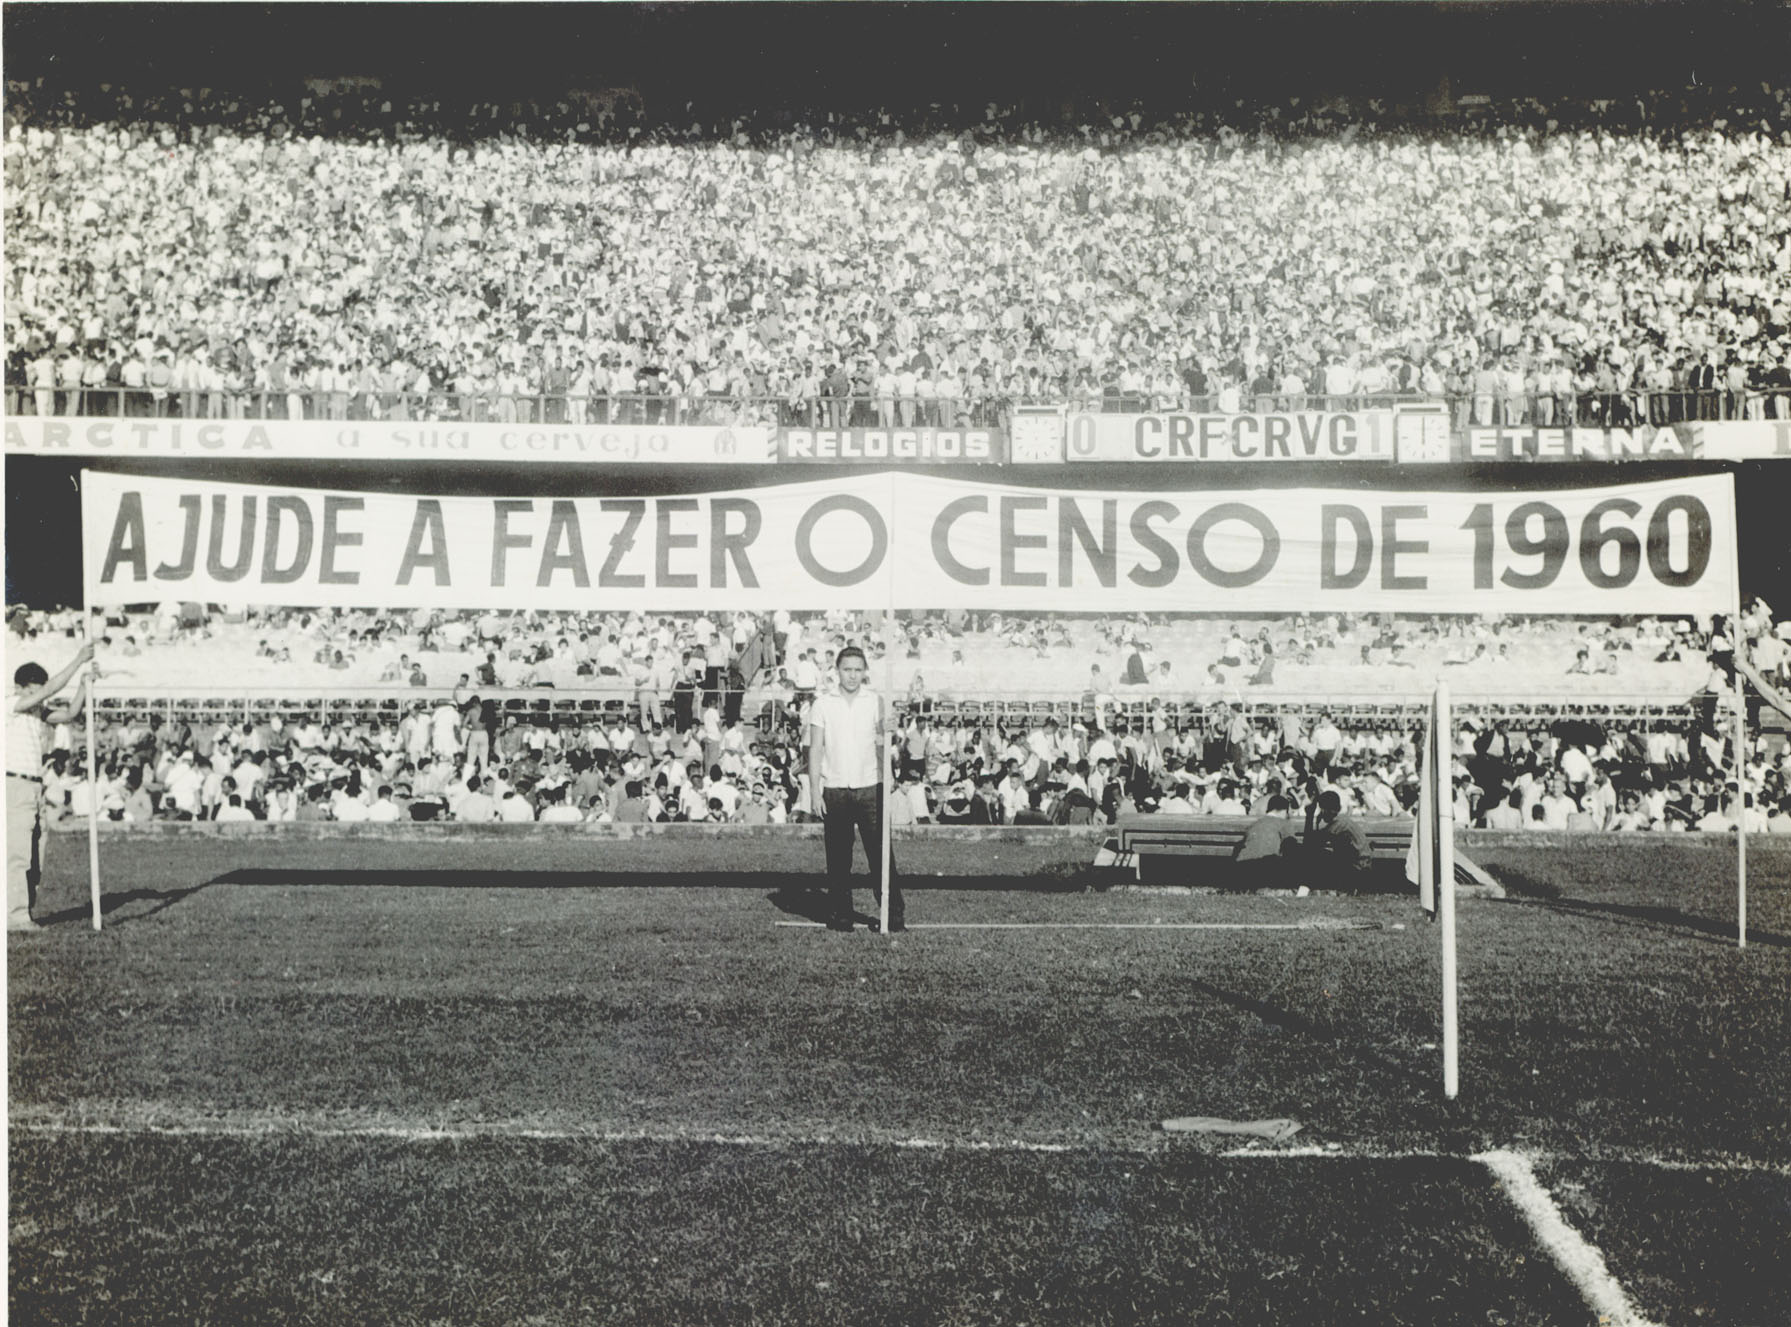 ARCTICA a sua cerveja
RELOGIOS
0 CRF CRVG 1
ETERNA
AJUDE A FAZER O CENSO DE 1960